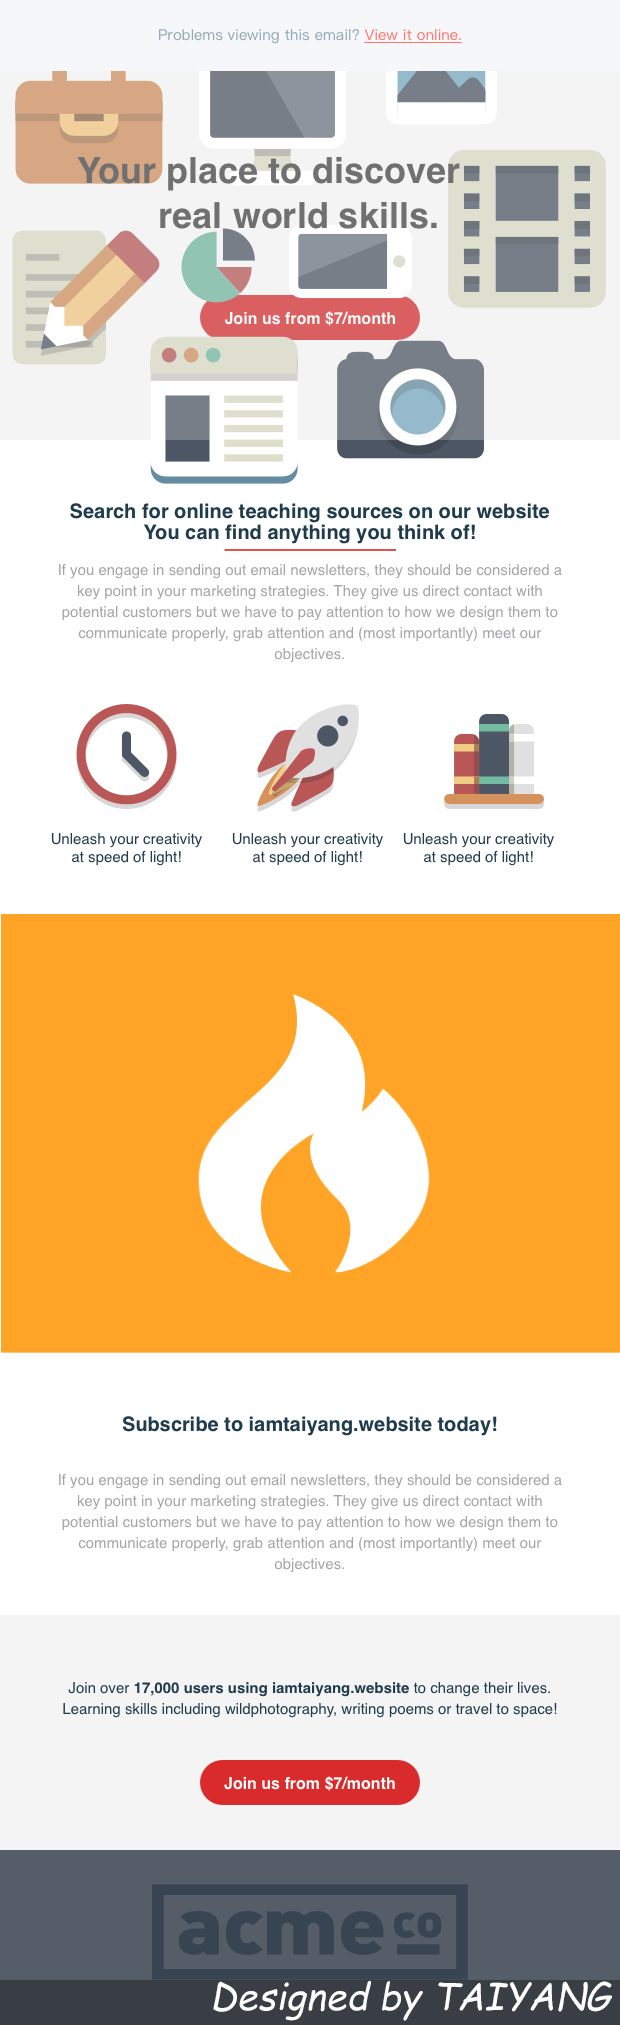 Problems viewing this email? View it online.
Your place to discover
real world skills.
Join us from $7/month
Search for online teaching sources on our website
You can find anything you think of!
If you engage in sending out email newsletters, they should be considered a
key point in your marketing strategies. They give us direct contact with
potential customers but we have to pay attention to how we design them to
communicate properly, grab attention and (most importantly) meet our
objectives.
Unleash your creativity
at speed of light!
Unleash your creativity
at speed of light!
Unleash your creativity
at speed of light!
Subscribe to iamtaiyang.website today!
If you engage in sending out email newsletters, they should be considered a
key point in your marketing strategies. They give us direct contact with
potential customers but we have to pay attention to how we design them to
communicate properly, grab attention and (most importantly) meet our
objectives.
Join over 17,000 users using iamtaiyang.website to change their lives.
Learning skills including wildphotography, writing poems or travel to space!
Join us from $7/month
acme co
Designed by TAIYANG